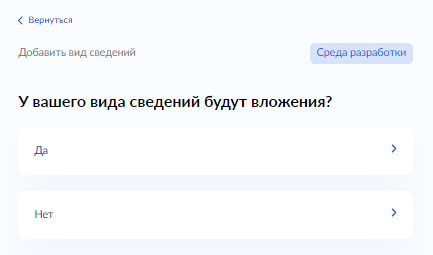 Вернуться
Добавить вид сведений
Среда разработки
У вашего вида сведений будут вложения?
Да
Нет